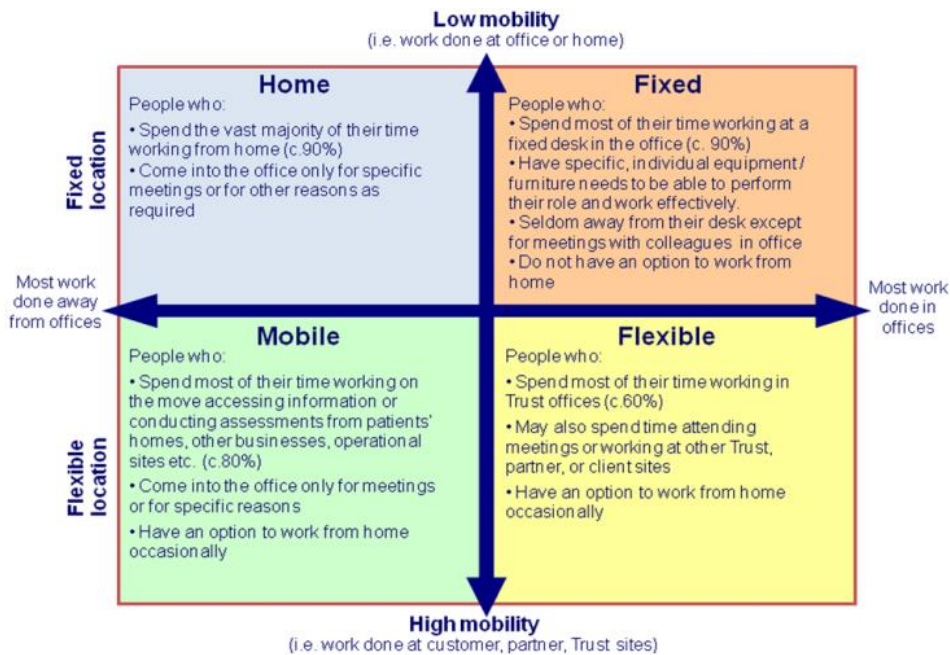 Low mobility
(i.e. work done at office or home)
Home
People who:
• Spend the vast majority of their time
working from home (c.90%)
• Come into the office only for specific
meetings or for other reasons as
required
Fixed
People who:
• Spend most of their time working at a
fixed desk in the office (c. 90%)
• Have specific, individual equipment /
furniture needs to be able to perform
their role and work effectively.
• Seldom away from their desk except
for meetings with colleagues in office
• Do not have an option to work from
home
Fixed
location
Most work
done away
from offices
Most work
done in
offices
Mobile
People who:
• Spend most of their time working on
the move accessing information or
conducting assessments from patients'
homes, other businesses, operational
sites etc. (c.80%)
• Come into the office only for meetings
or for specific reasons
• Have an option to work from home
occasionally
Flexible
People who:
• Spend most of their time working in
Trust offices (c.60%)
• May also spend time attending
meetings or working at other Trust,
partner, or client sites
• Have an option to work from home
occasionally
Flexible
location
High mobility
(i.e. work done at customer, partner, Trust sites)